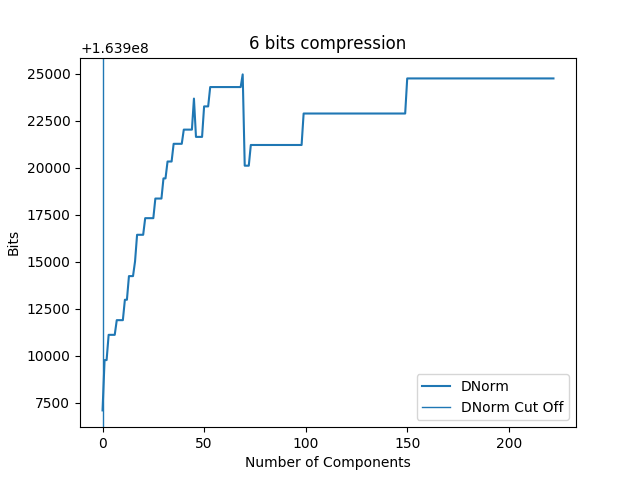 6 bits compression
+1.639e8
25000
22500
20000
17500
15000
12500
10000
7500
Bits
0 50 100 150 200
Number of Components
DNorm
DNorm Cut Off